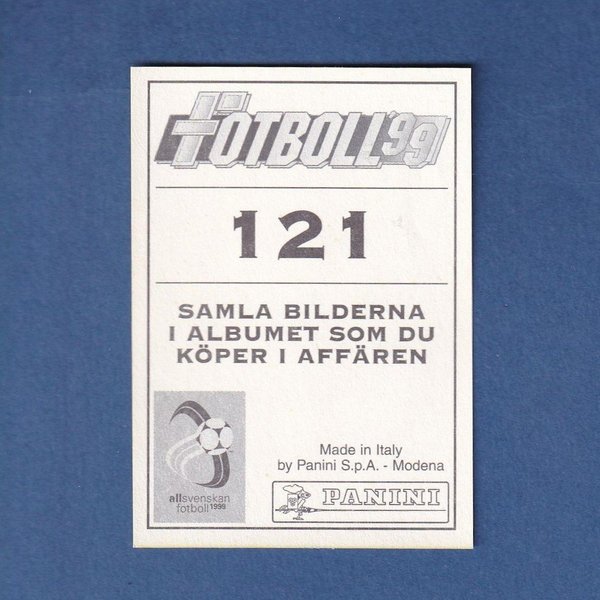 FOTBOLL'99
121
SAMLA BILDERNA
I ALBUMET SOM DU
KÖPER I AFFÄREN
allsvenskan
fotboll 1999
Made in Italy
by Panini S.p.A. - Modena
PANINI